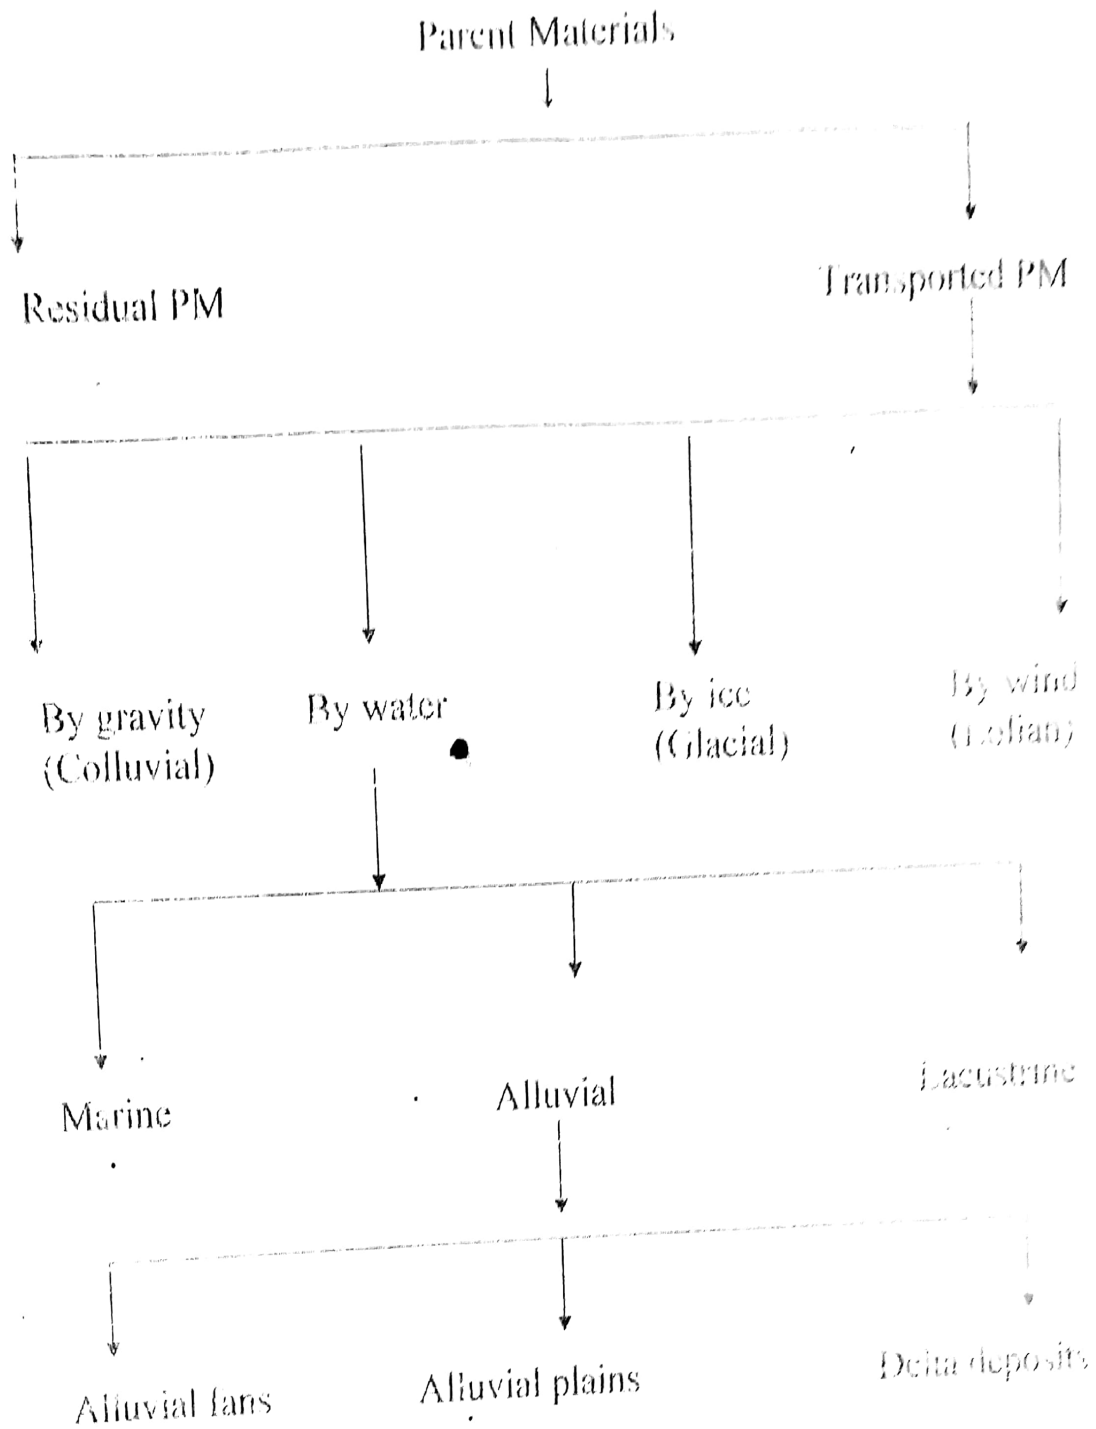 Parent Materials
Residual PM
Transported PM
By gravity
(Colluvial)
By water
By ice
(Glacial)
By wind
(Eolian)
Marine
Alluvial
Lacustrine
Alluvial fans
Alluvial plains
Delta deposits